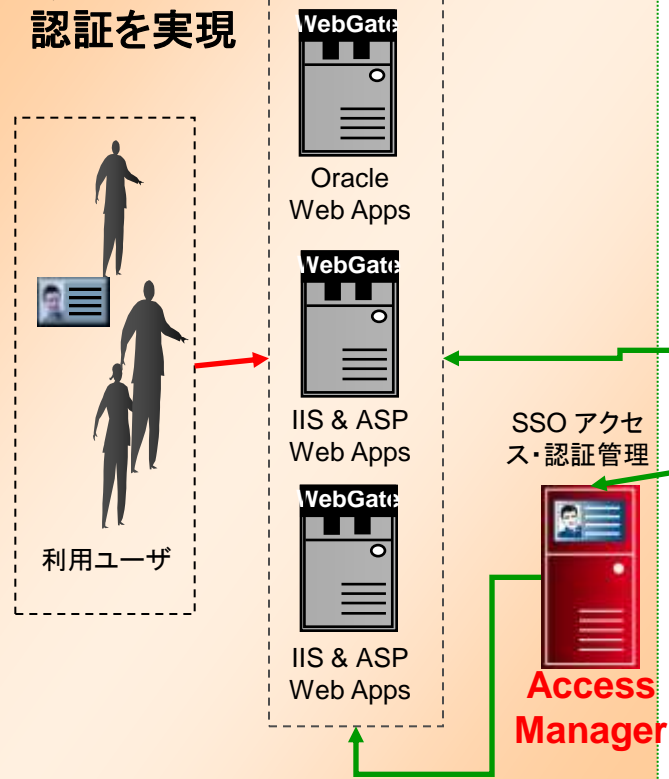 認証を実現
WebGate
Oracle
Web Apps
WebGate
IIS & ASP
Web Apps
WebGate
IIS & ASP
Web Apps
利用ユーザ
SSO アクセ
ス・認証管理
Access
Manager